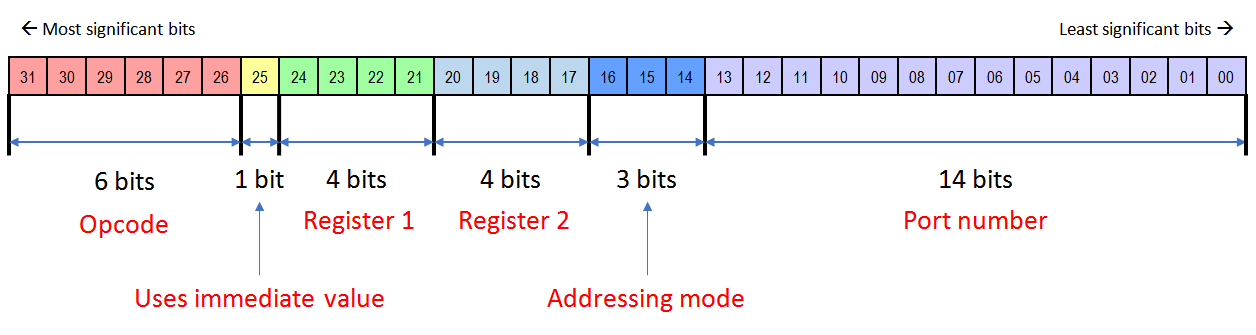 ← Most significant bits Least significant bits →
31 30 29 28 27 26 25 24 23 22 21 20 19 18 17 16 15 14 13 12 11 10 09 08 07 06 05 04 03 02 01 00
6 bits 1 bit 4 bits 4 bits 3 bits 14 bits
Opcode Register 1 Register 2 Port number
Uses immediate value Addressing mode